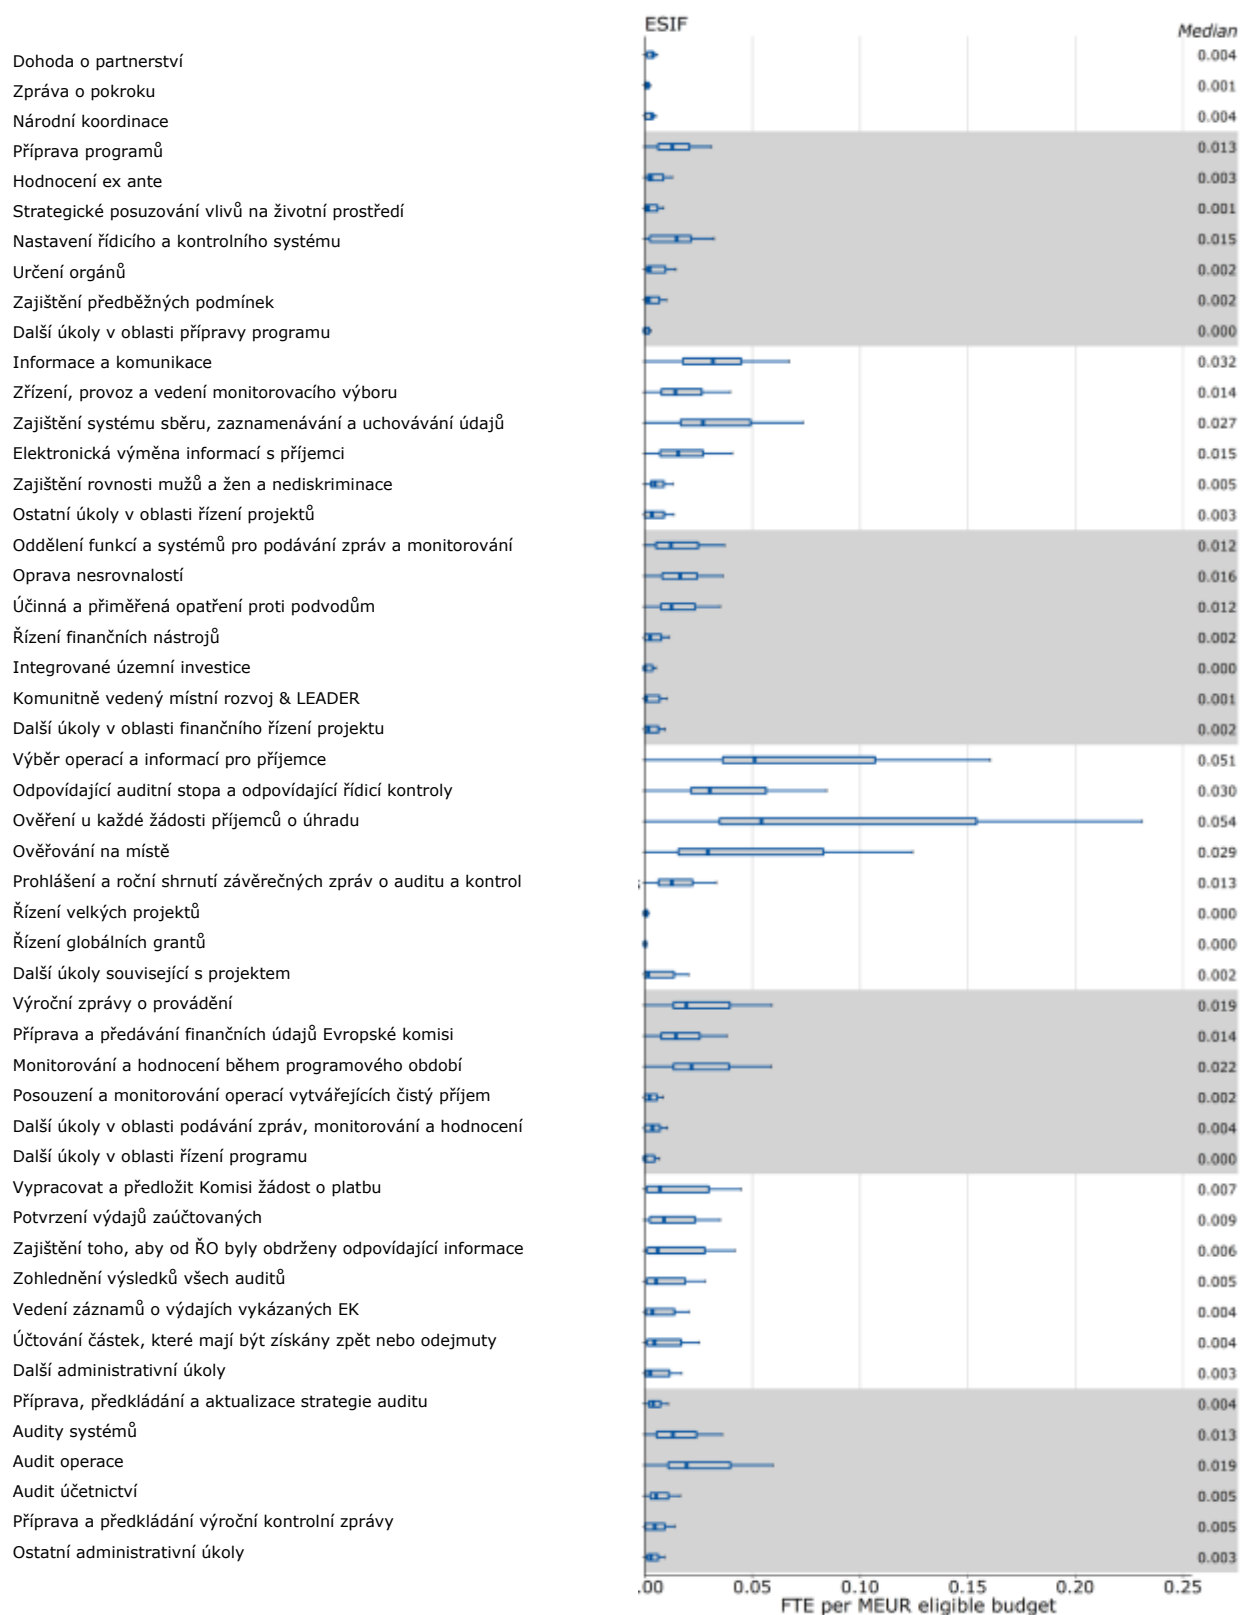 ESIF
Median
Dohoda o partnerství 0.004
Zpráva o pokroku 0.001
Národní koordinace 0.004
Příprava programů 0.013
Hodnocení ex ante 0.003
Strategické posuzování vlivů na životní prostředí 0.001
Nastavení řídicího a kontrolního systému 0.015
Určení orgánů 0.002
Zajištění předběžných podmínek 0.002
Další úkoly v oblasti přípravy programu 0.000
Informace a komunikace 0.032
Zřízení, provoz a vedení monitorovacího výboru 0.014
Zajištění systému sběru, zaznamenávání a uchovávání údajů 0.027
Elektronická výměna informací s příjemci 0.015
Zajištění rovnosti mužů a žen a nediskriminace 0.005
Ostatní úkoly v oblasti řízení projektů 0.003
Oddělení funkcí a systémů pro podávání zpráv a monitorování 0.012
Oprava nesrovnalostí 0.016
Účinná a přiměřená opatření proti podvodům 0.012
Řízení finančních nástrojů 0.002
Integrované územní investice 0.000
Komunitně vedený místní rozvoj & LEADER 0.001
Další úkoly v oblasti finančního řízení projektu 0.002
Výběr operací a informací pro příjemce 0.051
Odpovídající auditní stopa a odpovídající řídicí kontroly 0.030
Ověření u každé žádosti příjemců o úhradu 0.054
Ověřování na místě 0.029
Prohlášení a roční shrnutí závěrečných zpráv o auditu a kontrol 0.013
Řízení velkých projektů 0.000
Řízení globálních grantů 0.000
Další úkoly související s projektem 0.002
Výroční zprávy o provádění 0.019
Příprava a předávání finančních údajů Evropské komisi 0.014
Monitorování a hodnocení během programového období 0.022
Posouzení a monitorování operací vytvářejících čistý příjem 0.002
Další úkoly v oblasti podávání zpráv, monitorování a hodnocení 0.004
Další úkoly v oblasti řízení programu 0.000
Vypracovat a předložit Komisi žádost o platbu 0.007
Potvrzení výdajů zaúčtovaných 0.009
Zajištění toho, aby od ŘO byly obdrženy odpovídající informace 0.006
Zohlednění výsledků všech auditů 0.005
Vedení záznamů o výdajích vykázaných EK 0.004
Účtování částek, které mají být získány zpět nebo odejmuty 0.004
Další administrativní úkoly 0.003
Příprava, předkládání a aktualizace strategie auditu 0.004
Audity systémů 0.013
Audit operace 0.019
Audit účetnictví 0.005
Příprava a předkládání výroční kontrolní zprávy 0.005
Ostatní administrativní úkoly 0.003
.00 0.05 0.10 0.15 0.20 0.25
FTE per MEUR eligible budget